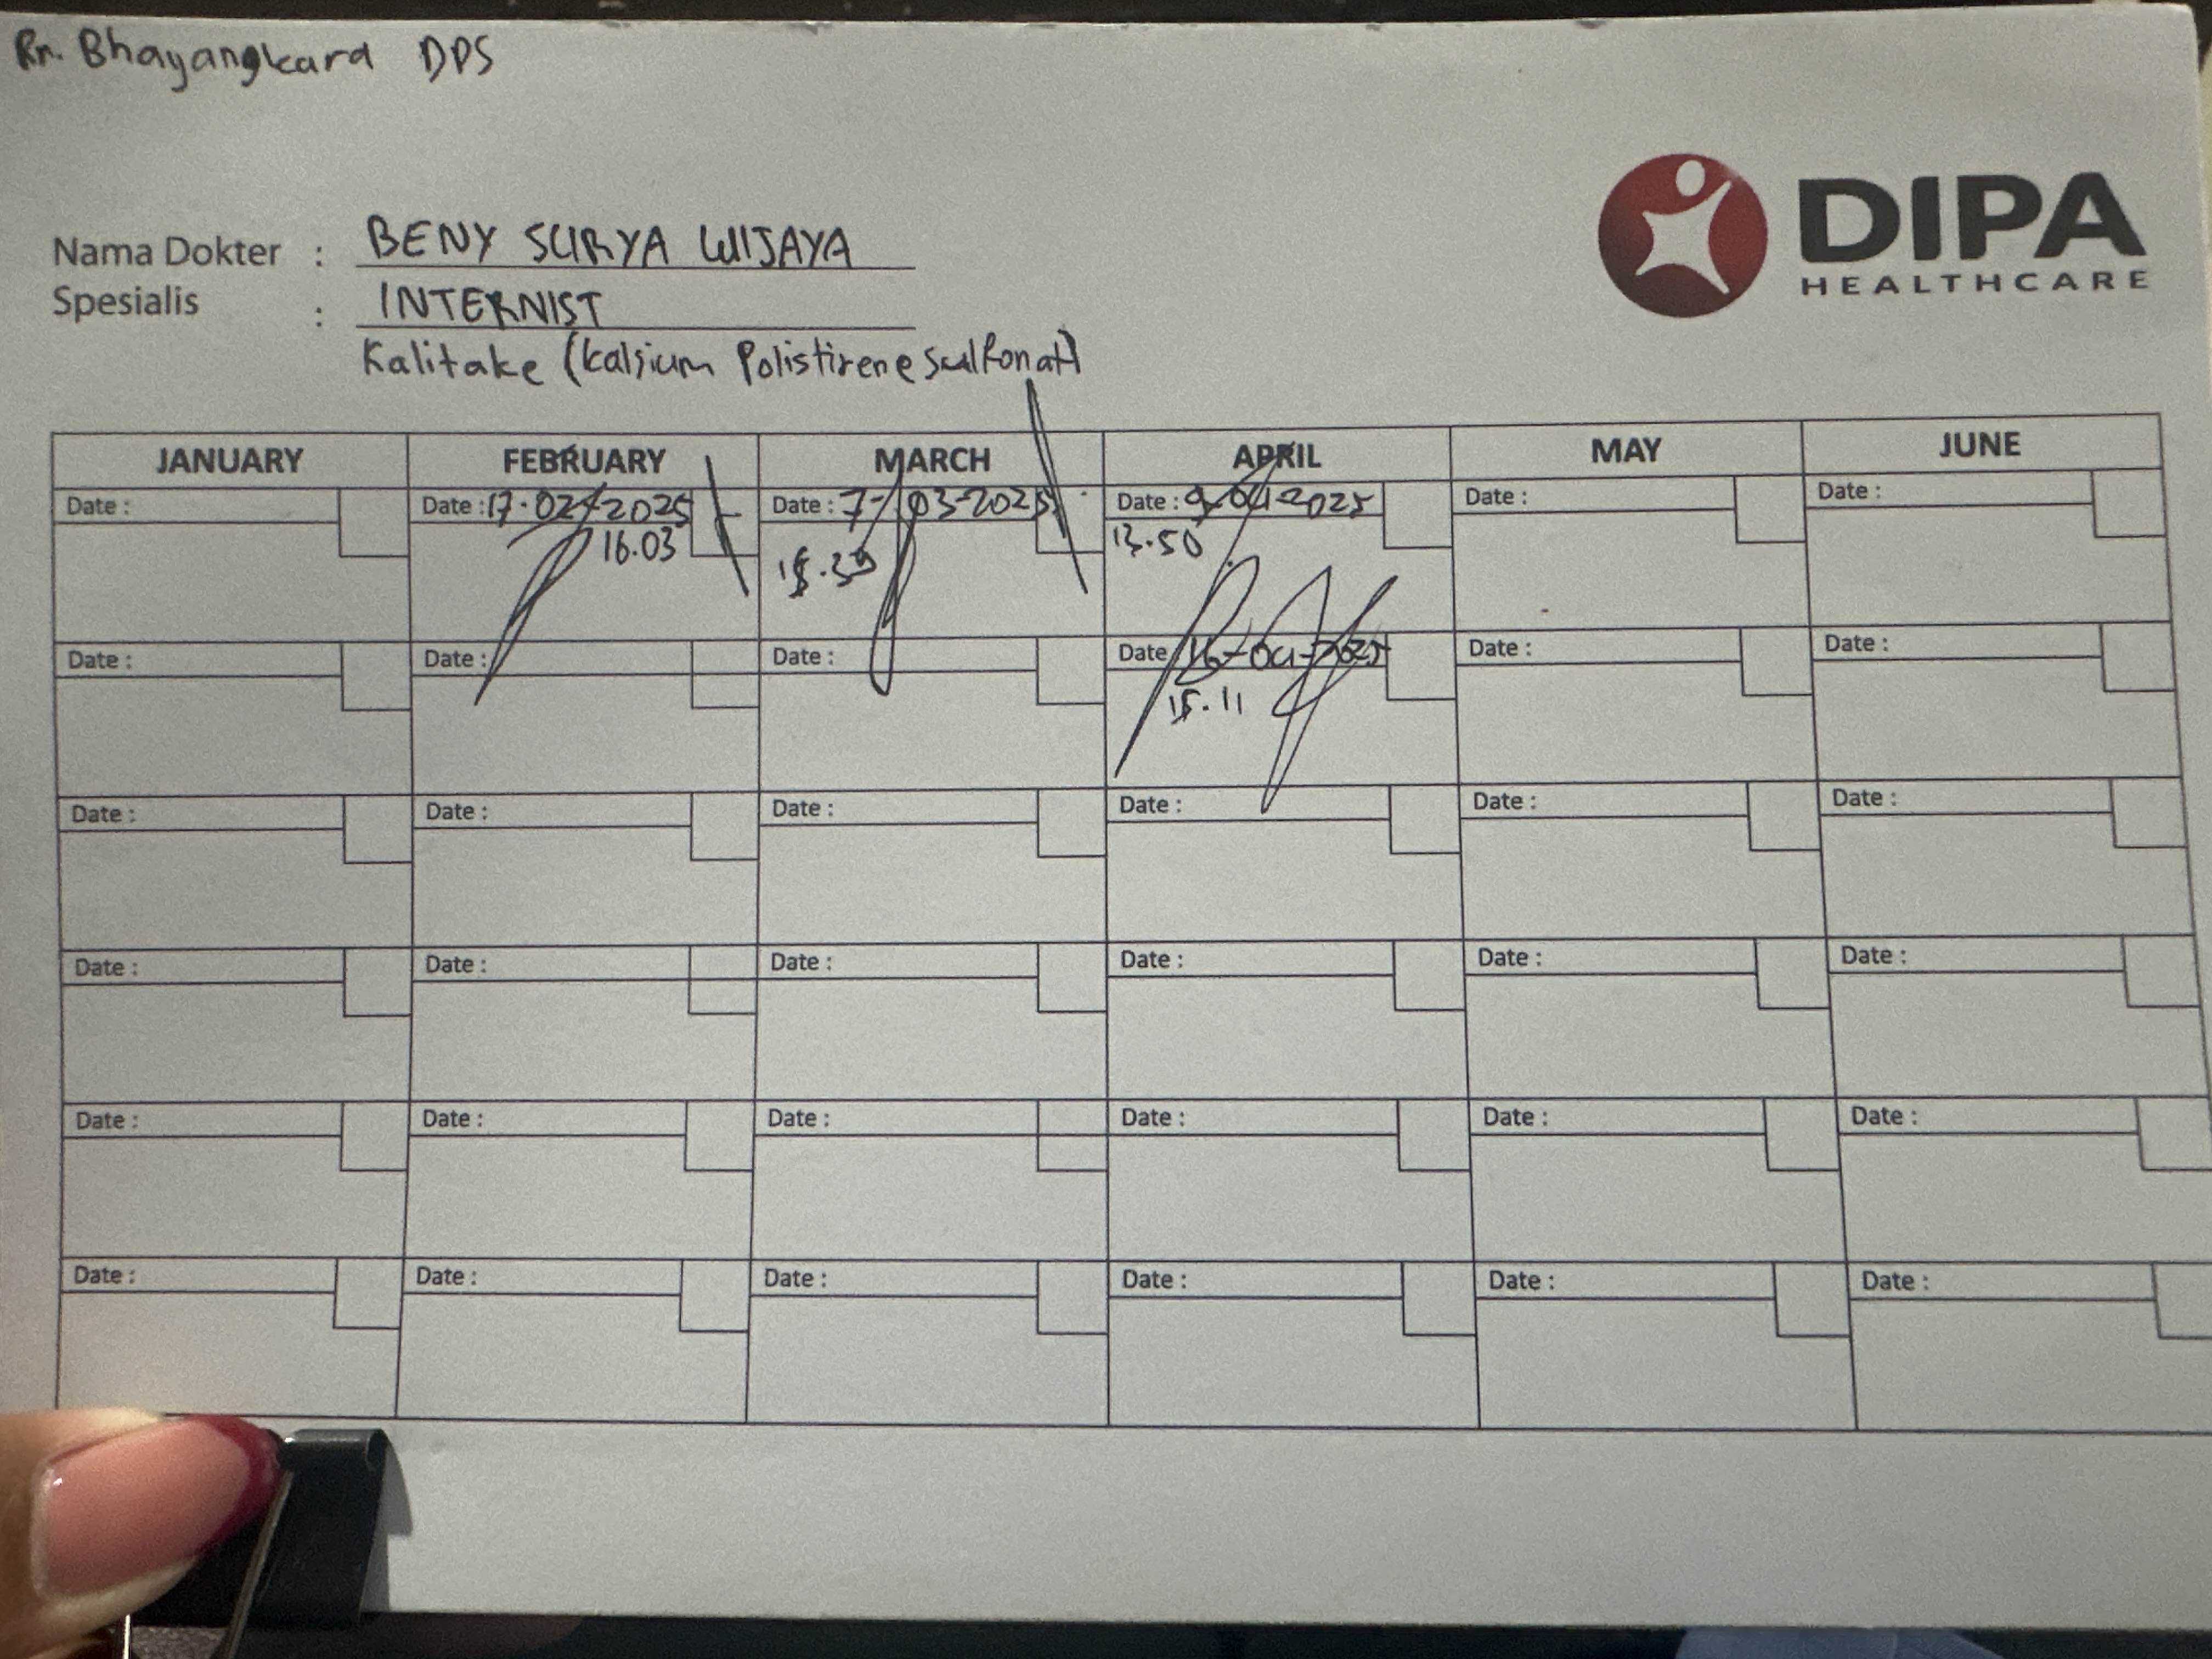 Rn. Bhayangkara DPS
DIPA
HEALTHCARE
Nama Dokter : BENY SURYA WIJAYA
Spesialis : INTERNIST
Kalitake (Kalsium Polistirene Sulfonat)
JANUARY FEBRUARY MARCH APRIL MAY JUNE
Date : Date : 17-02-2025 Date : 7-03-2025 Date : 9-04-2025 Date : Date :
16.03 15.39 13.50
Date : Date : Date : Date 16-04-2025 Date : Date :
15.11
Date : Date : Date : Date : Date : Date :
Date : Date : Date : Date : Date : Date :
Date : Date : Date : Date : Date : Date :
Date : Date : Date : Date : Date : Date :